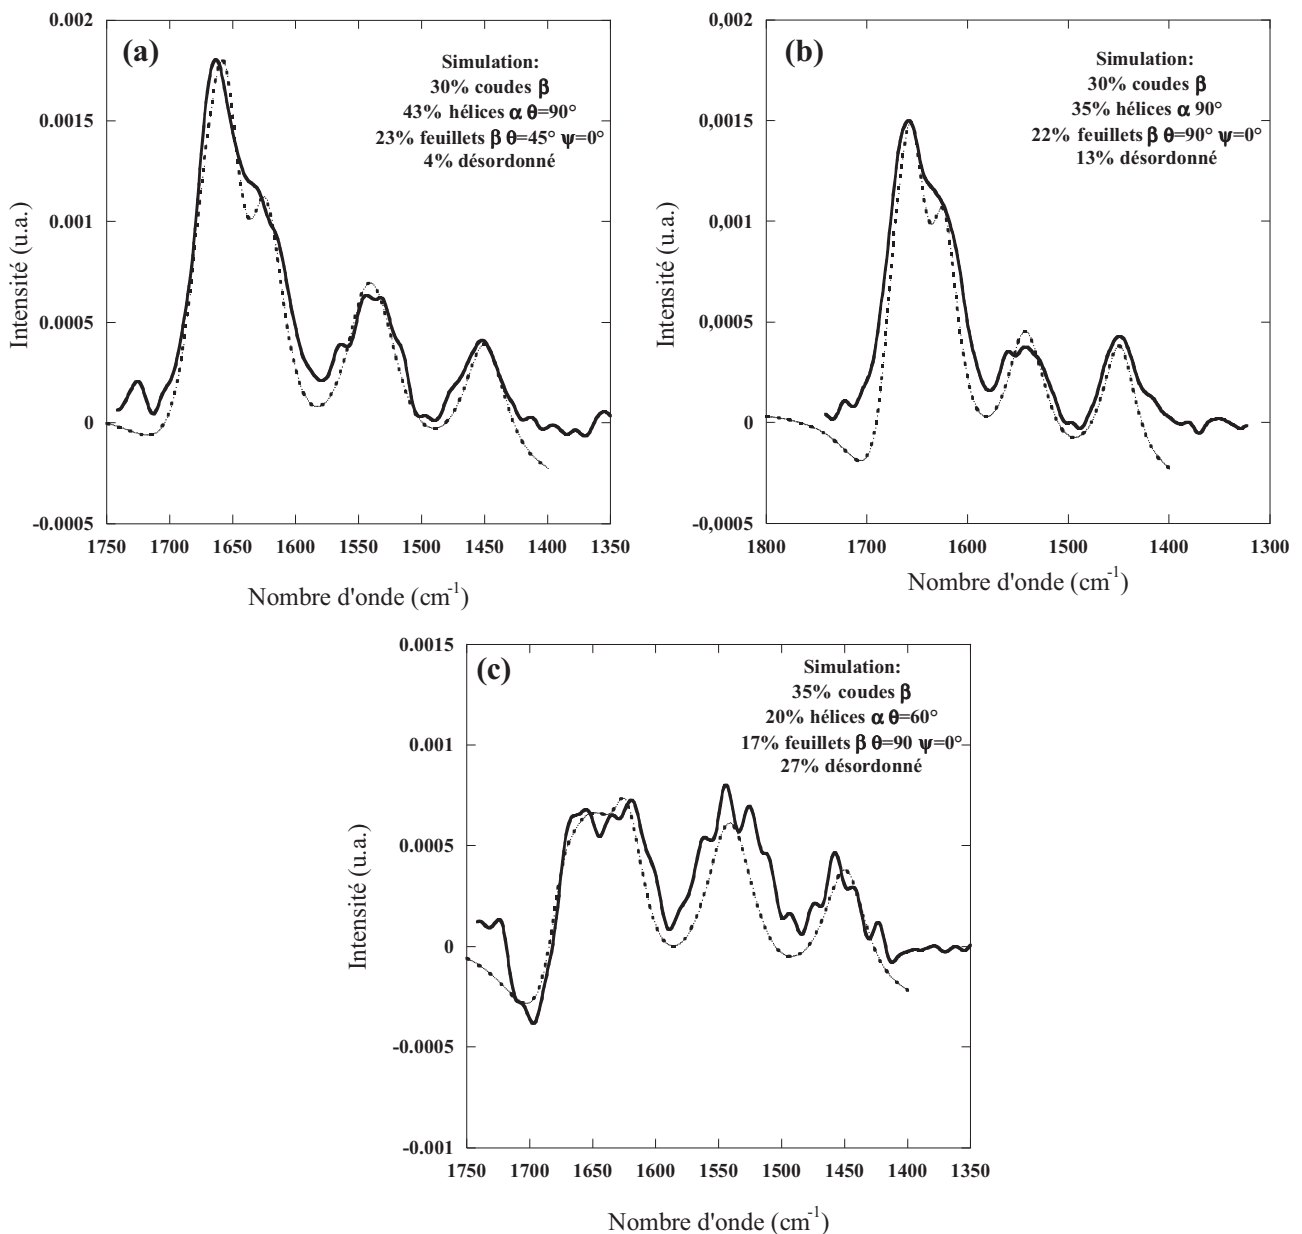 (a)
Simulation:
30% coudes β
43% hélices α θ=90°
23% feuillets β θ=45° ψ=0°
4% désordonné
0.002
0.0015
0.001
0.0005
0
-0.0005
Intensité (u.a.)
1750 1700 1650 1600 1550 1500 1450 1400 1350
Nombre d'onde (cm⁻¹)
(b)
Simulation:
30% coudes β
35% hélices α 90°
22% feuillets β θ=90° ψ=0°
13% désordonné
0,002
0,0015
0,001
0,0005
0
-0,0005
Intensité (u.a.)
1800 1700 1600 1500 1400 1300
Nombre d'onde (cm⁻¹)
(c)
Simulation:
35% coudes β
20% hélices α θ=60°
17% feuillets β θ=90 ψ=0°
27% désordonné
0.0015
0.001
0.0005
0
-0.0005
-0.001
Intensité (u.a.)
1750 1700 1650 1600 1550 1500 1450 1400 1350
Nombre d'onde (cm⁻¹)